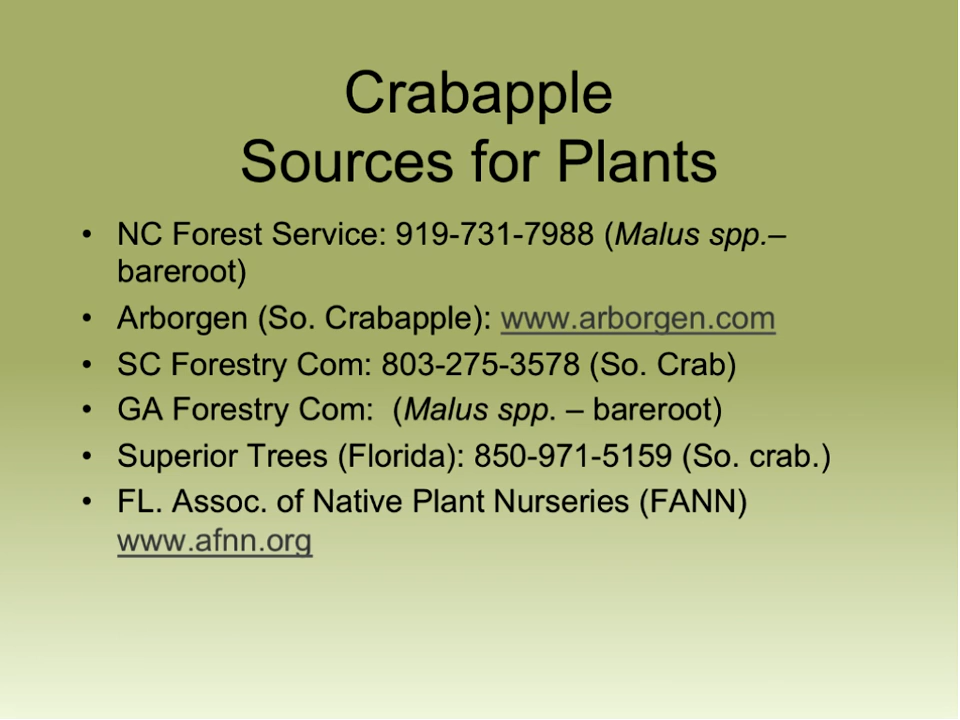 Crabapple
Sources for Plants
• NC Forest Service: 919-731-7988 (Malus spp.–
bareroot)
• Arborgen (So. Crabapple): www.arborgen.com
• SC Forestry Com: 803-275-3578 (So. Crab)
• GA Forestry Com:  (Malus spp. – bareroot)
• Superior Trees (Florida): 850-971-5159 (So. crab.)
• FL. Assoc. of Native Plant Nurseries (FANN)
www.afnn.org